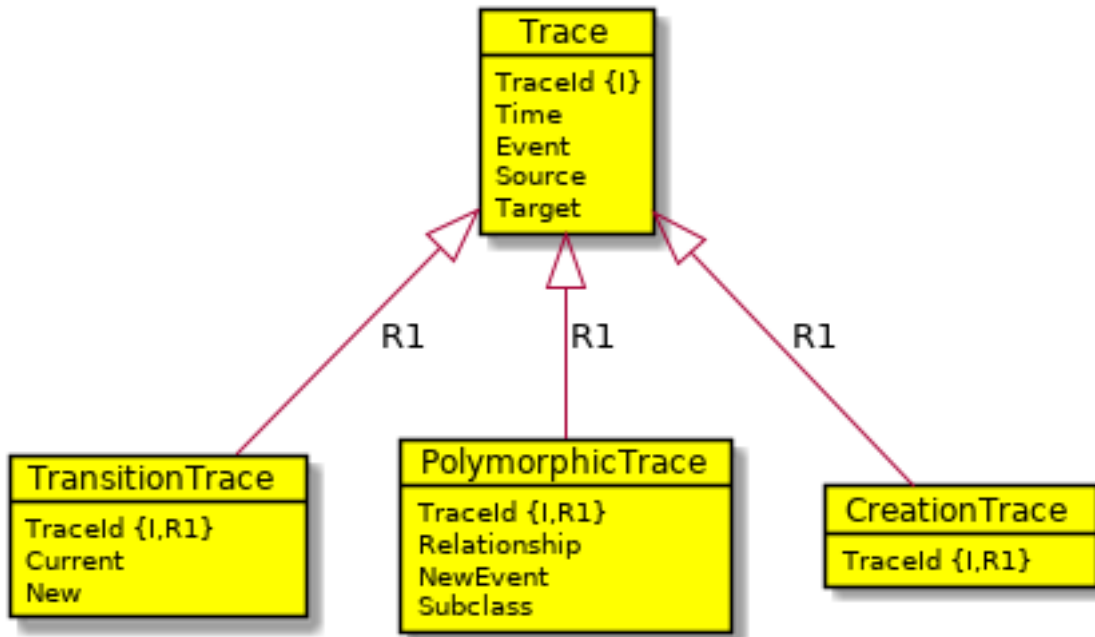 Trace
TraceId {I}
Time
Event
Source
Target
R1
R1
R1
TransitionTrace
TraceId {I,R1}
Current
New
PolymorphicTrace
TraceId {I,R1}
Relationship
NewEvent
Subclass
CreationTrace
TraceId {I,R1}